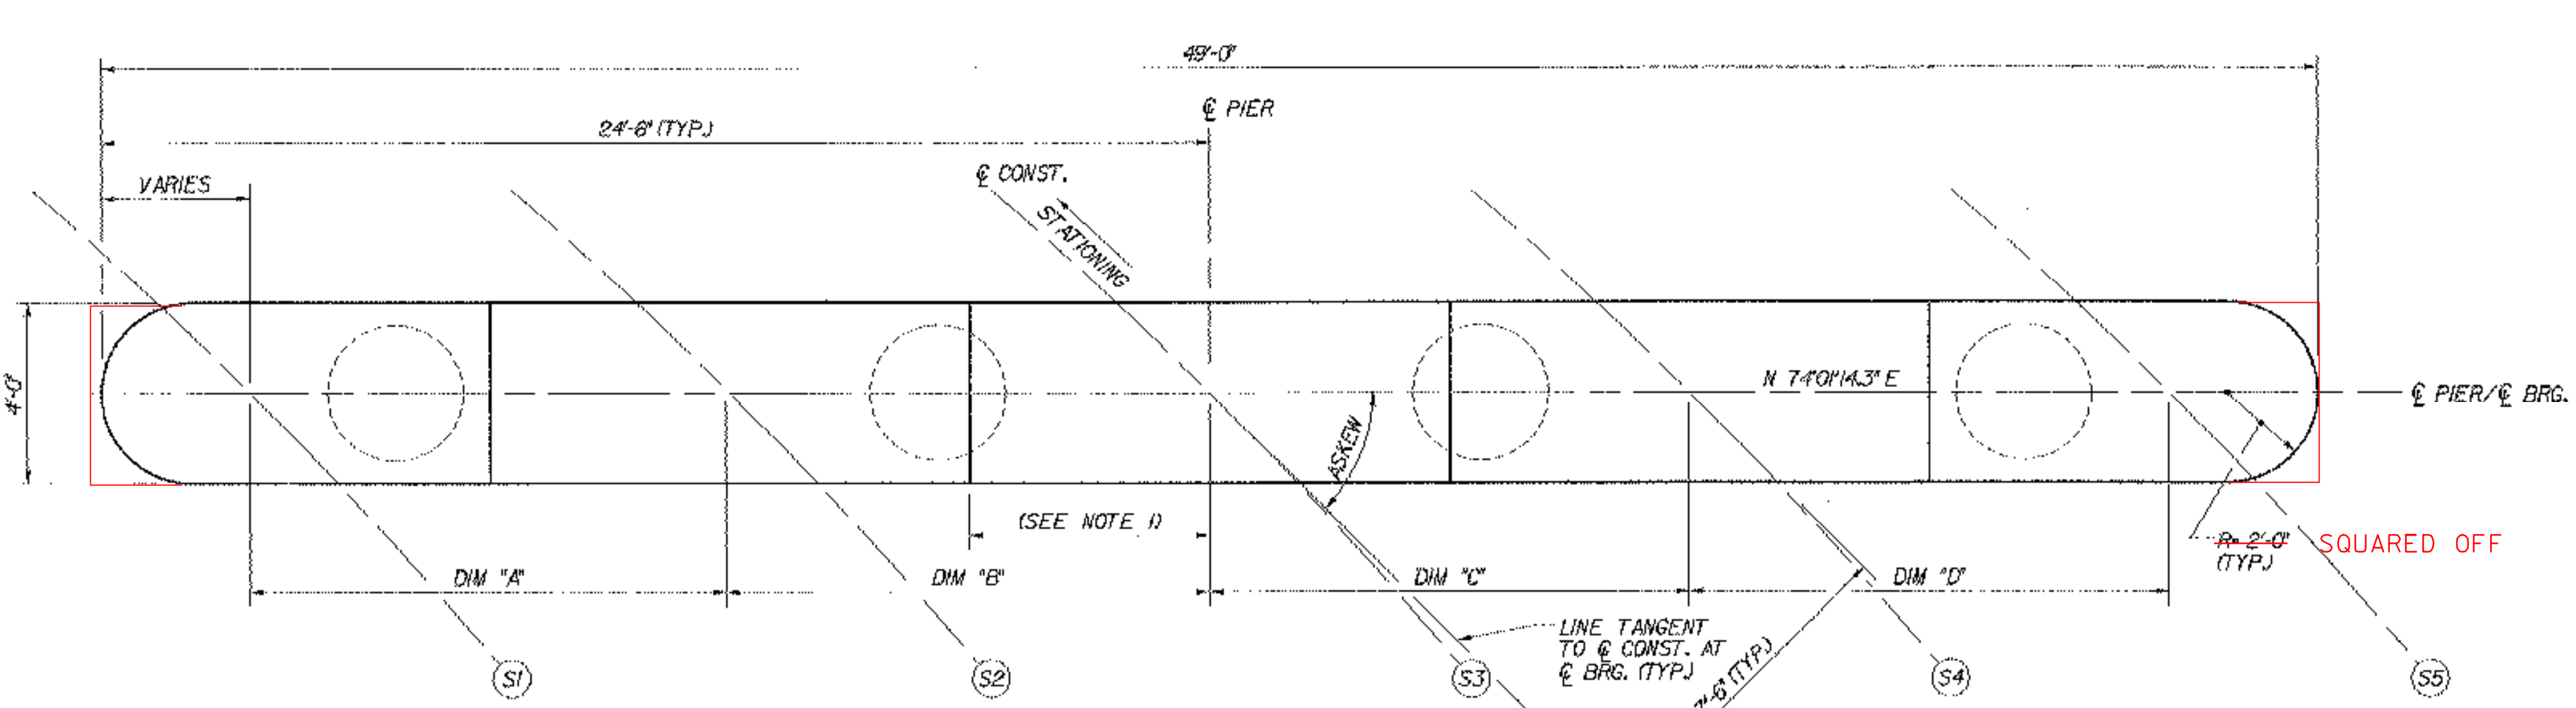 49'-0"
℄ PIER
24'-6" (TYP.)
℄ CONST.
VARIES
STATIONING
N 74°01'14.3" E
℄ PIER/℄ BRG.
4'-0"
ASKEW
(SEE NOTE 1)
R= 2'-0"
(TYP.)
SQUARED OFF
DIM "A"
DIM "B"
DIM "C"
DIM "D"
LINE TANGENT
TO ℄ CONST. AT
℄ BRG. (TYP.)
-6" (TYP.)
S1
S2
S3
S4
S5